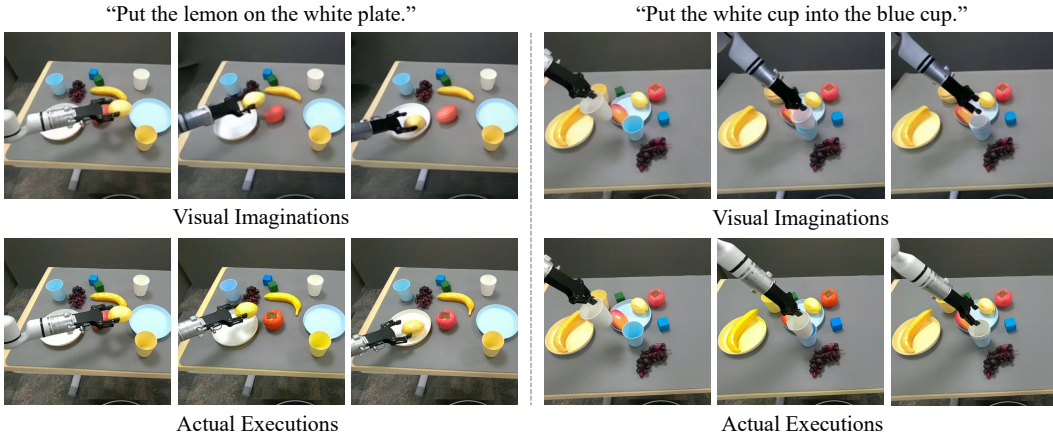 “Put the lemon on the white plate.”
“Put the white cup into the blue cup.”
Visual Imaginations
Visual Imaginations
Actual Executions
Actual Executions